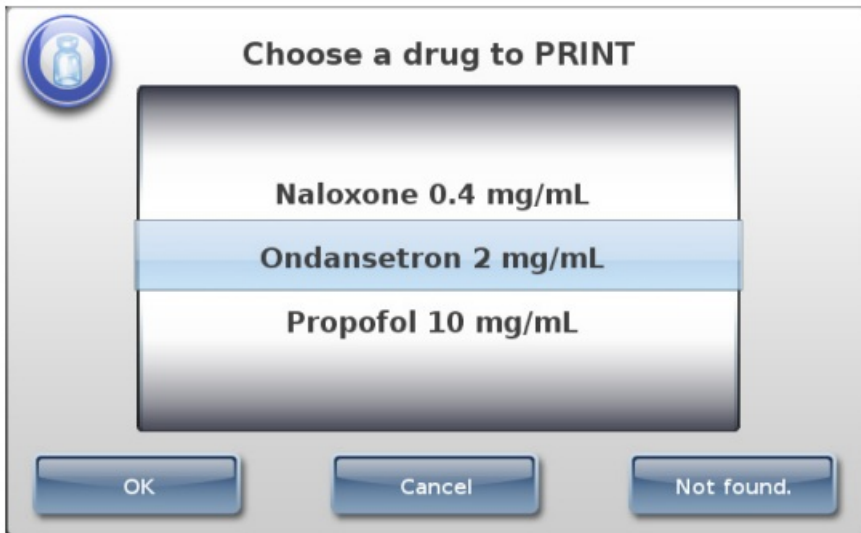 Choose a drug to PRINT
Naloxone 0.4 mg/mL
Ondansetron 2 mg/mL
Propofol 10 mg/mL
OK
Cancel
Not found.